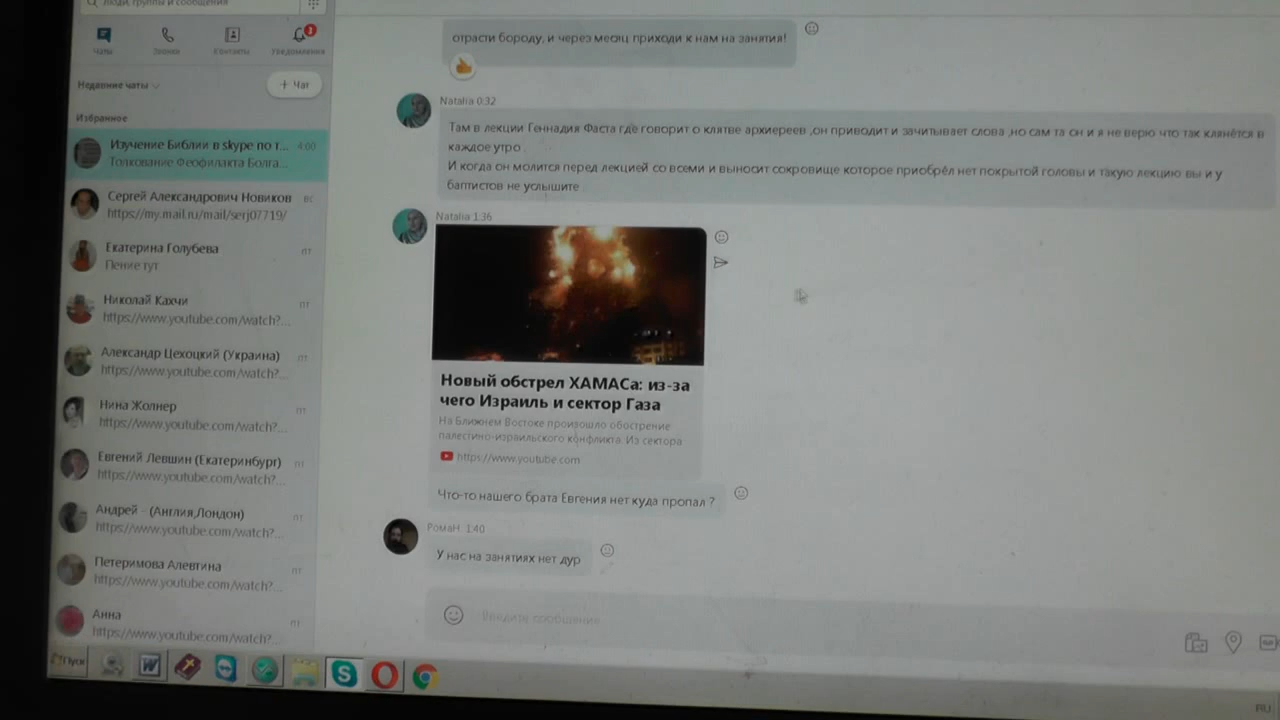 люди, группы и сообщения
Чаты
Звонки
Контакты
Уведомления
1
Недавние чаты
+ Чат
Избранное
Изучение Библии в skype по т... 4:00
Толкование Феофилакта Болга...
Сергей Александрович Новиков вс
https://my.mail.ru/mail/serj07719/
Екатерина Голубева пт
Пение тут
Николай Кахчи пт
https://www.youtube.com/watch?...
Александр Цехоцкий (Украина) пт
https://www.youtube.com/watch?...
Нина Жолнер пт
https://www.youtube.com/watch?...
Евгений Левшин (Екатеринбург) пт
https://www.youtube.com/watch?...
Андрей - (Англия,Лондон) пт
https://www.youtube.com/watch?...
Петеримова Алевтина пт
https://www.youtube.com/watch?...
Анна пт
https://www.youtube.com/watch?...
отрасти бороду, и через месяц приходи к нам на занятия!
Natalia 0:32
Там в лекции Геннадия Фаста где говорит о клятве архиереев ,он приводит и зачитывает слова ,но сам та он и я не верю что так клянётся в
каждое утро .
И когда он молится перед лекцией со всеми и выносит сокровище которое приобрёл нет покрытой головы и такую лекцию вы и у
баптистов не услышите
Natalia 1:36
Новый обстрел ХАМАСа: из-за
чего Израиль и сектор Газа
На Ближнем Востоке произошло обострение
палестино-израильского конфликта. Из сектора
https://www.youtube.com
Что-то нашего брата Евгения нет куда пропал ?
РомаН 1:40
У нас на занятиях нет дур
Введите сообщение
Пуск
W
S
RU